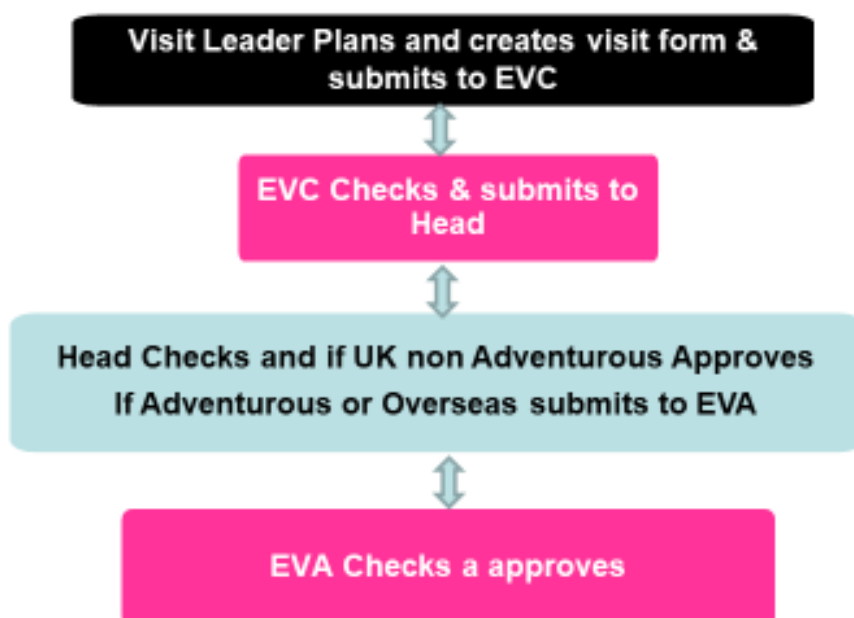 Visit Leader Plans and creates visit form &
submits to EVC
EVC Checks & submits to
Head
Head Checks and if UK non Adventurous Approves
If Adventurous or Overseas submits to EVA
EVA Checks a approves